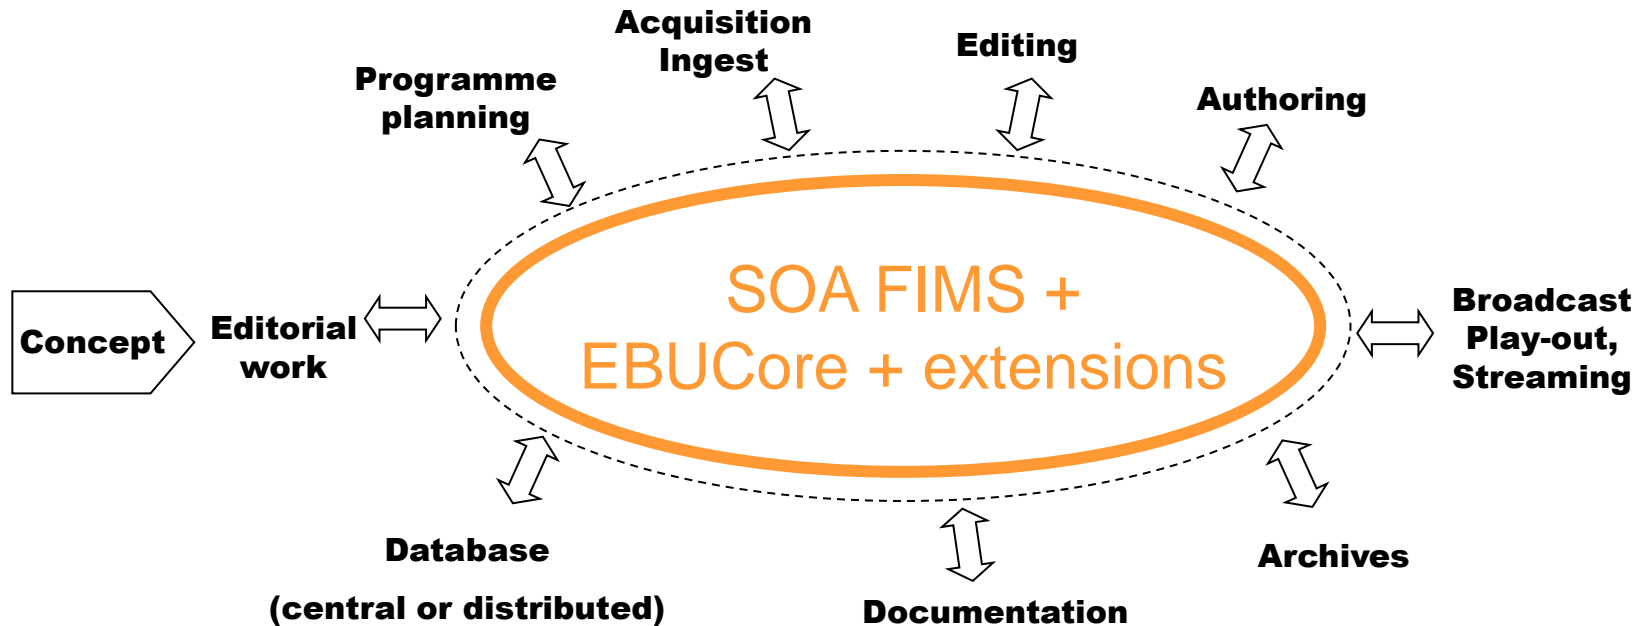 Acquisition
Ingest
Editing
Programme
planning
Authoring
SOA FIMS +
EBUCore + extensions
Concept
Editorial
work
Broadcast
Play-out,
Streaming
Database
(central or distributed)
Documentation
Archives